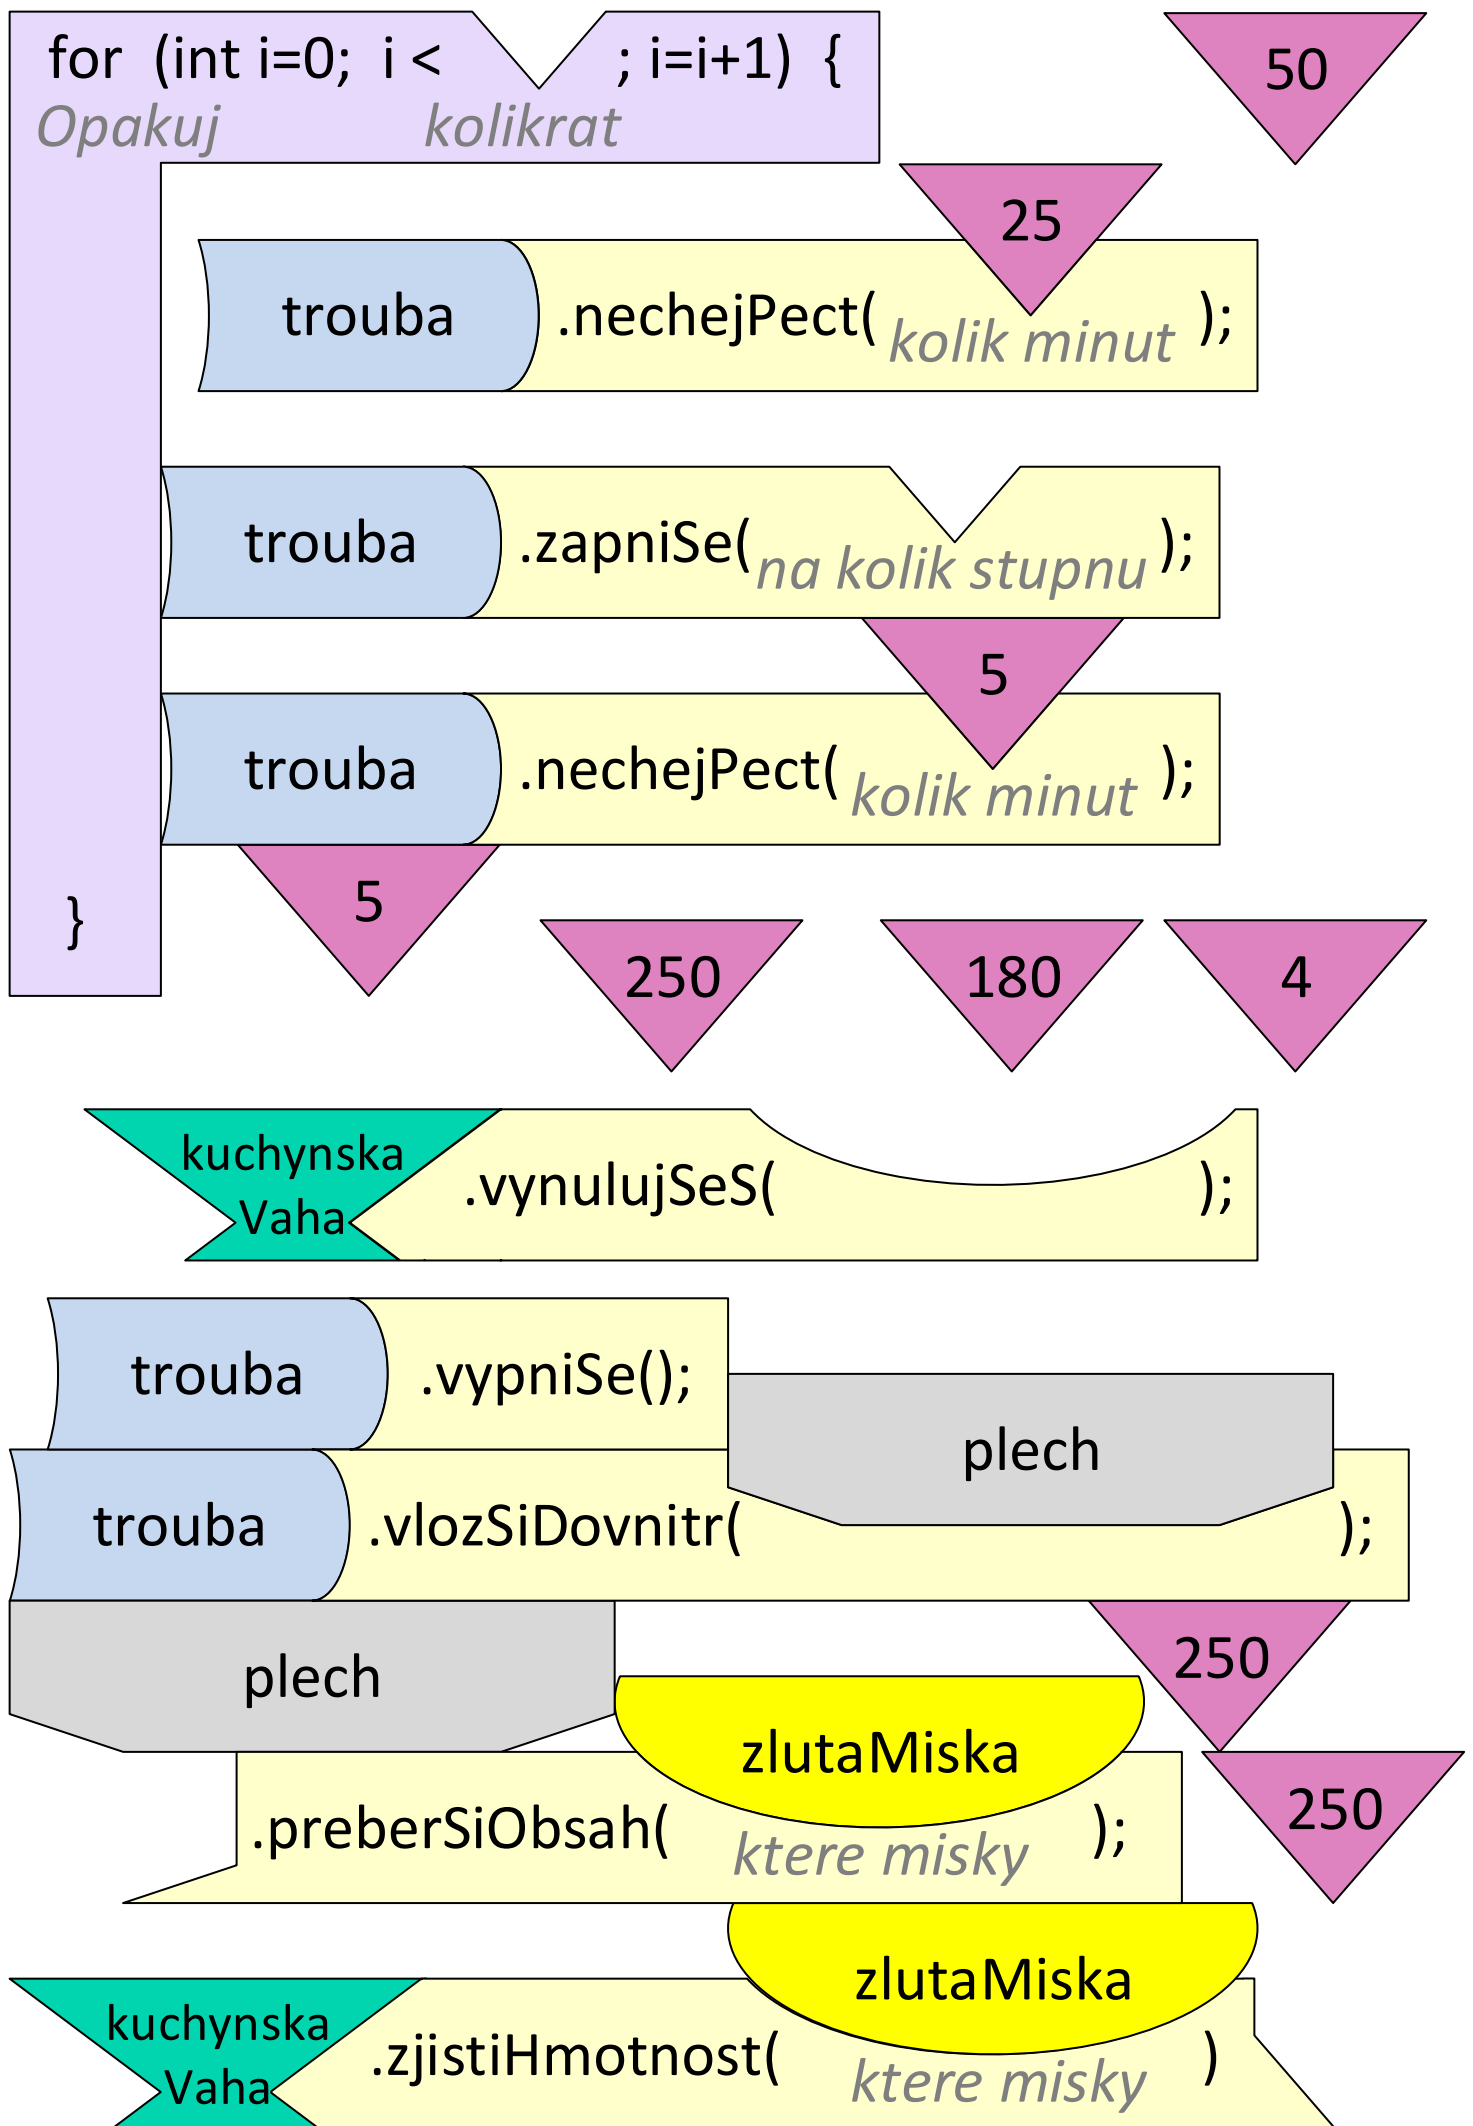 for (int i=0; i < ; i=i+1) {
Opakuj kolikrat
50
25
trouba .nechejPect( kolik minut );
trouba .zapniSe( na kolik stupnu );
5
trouba .nechejPect( kolik minut );
5
}
250 180 4
kuchynska
Vaha .vynulujSeS( );
trouba .vypniSe();
plech
trouba .vlozSiDovnitr( );
plech
250
zlutaMiska
250
.preberSiObsah( ktere misky );
zlutaMiska
kuchynska
Vaha .zjistiHmotnost( ktere misky )